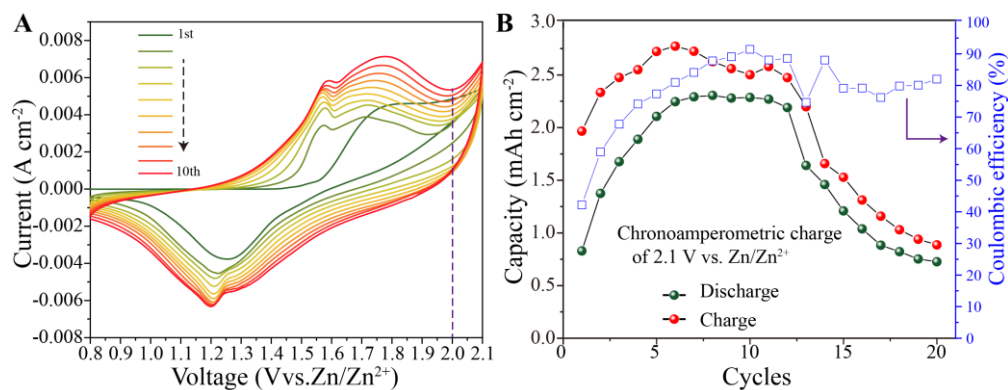 A
0.008
0.006
0.004
0.002
0.000
-0.002
-0.004
-0.006
-0.008
Current (A cm⁻²)
1st
10th
0.8 0.9 1.0 1.1 1.2 1.3 1.4 1.5 1.6 1.7 1.8 1.9 2.0 2.1
Voltage (Vvs.Zn/Zn²⁺)
B
3.0
2.5
2.0
1.5
1.0
0.5
0.0
Capacity (mAh cm⁻²)
Chronoamperometric charge
of 2.1 V vs. Zn/Zn²⁺
Discharge
Charge
0 5 10 15 20
Cycles
100
90
80
70
60
50
40
30
20
10
0
Coulombic efficiency (%)